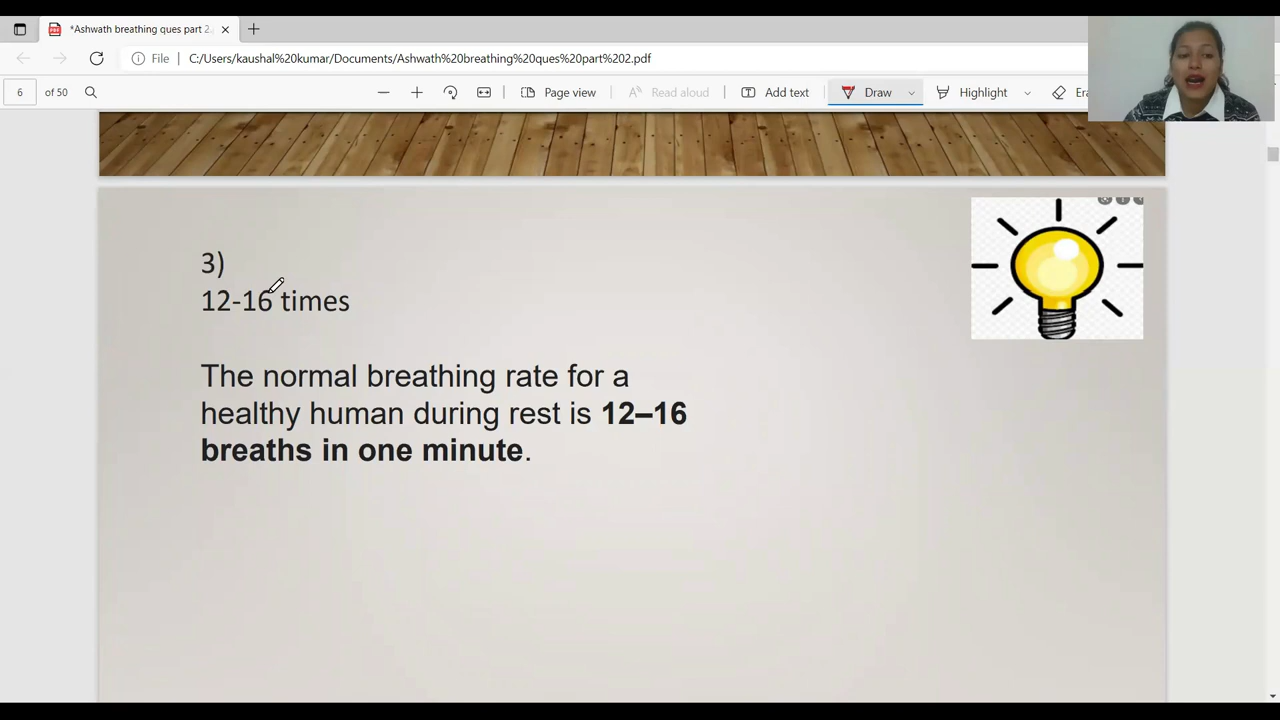 *Ashwath breathing ques part 2.
File
C:/Users/kaushal%20kumar/Documents/Ashwath%20breathing%20ques%20part%202.pdf
6 of 50
Page view
Read aloud
Add text
Draw
Highlight
3)
12-16 times
The normal breathing rate for a
healthy human during rest is 12–16
breaths in one minute.